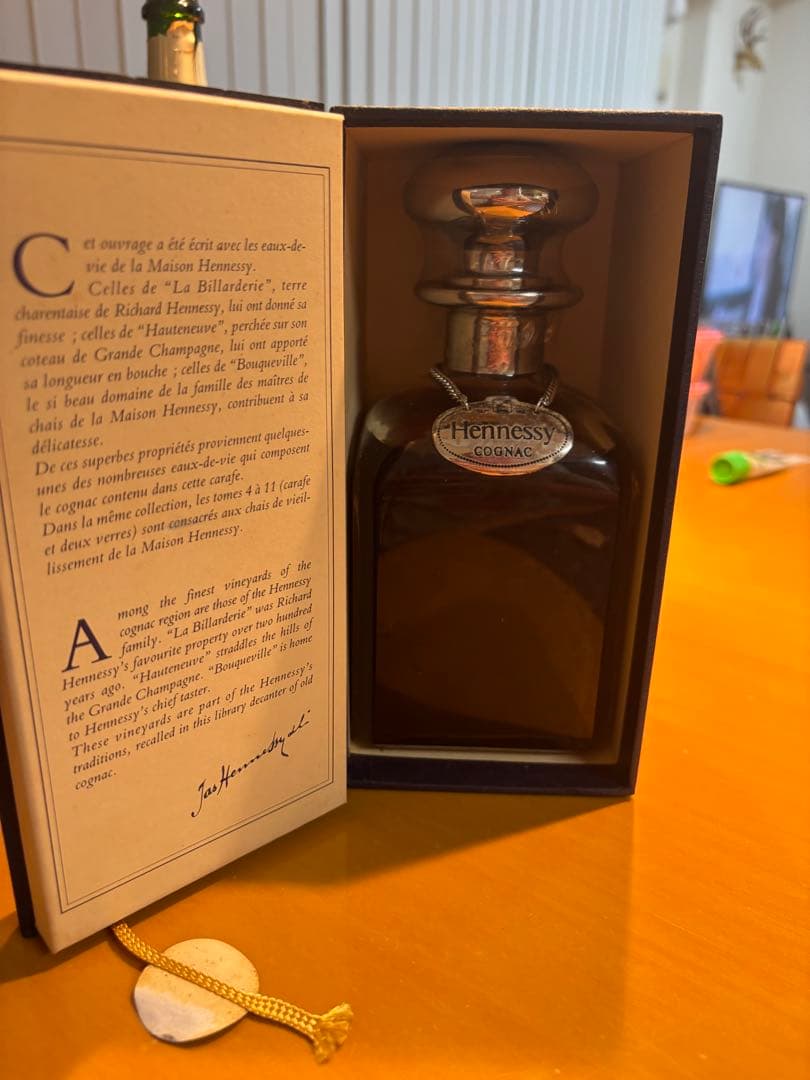 Cet ouvrage a été écrit avec les eaux-de-
vie de la Maison Hennessy.
Celles de "La Billarderie", terre
charentaise de Richard Hennessy, lui ont donné sa
finesse ; celles de "Hauteneuve", perchée sur son
coteau de Grande Champagne, lui ont apporté
sa longueur en bouche ; celles de "Bouqueville",
le si beau domaine de la famille des maîtres de
chais de la Maison Hennessy, contribuent à sa
délicatesse.
De ces superbes propriétés proviennent quelques-
unes des nombreuses eaux-de-vie qui composent
le cognac contenu dans cette carafe.
Dans la même collection, les tomes 4 à 11 (carafe
et deux verres) sont consacrés aux chais de vieil-
lissement de la Maison Hennessy.
Among the finest vineyards of the
cognac region are those of the Hennessy
family. "La Billarderie" was Richard
Hennessy's favourite property over two hundred
years ago. "Hauteneuve" straddles the hills of
the Grande Champagne. "Bouqueville" is home
to Hennessy's chief taster.
These vineyards are part of the Hennessy's
traditions, recalled in this library decanter of old
cognac.
Jas Hennessy
Hennessy
COGNAC